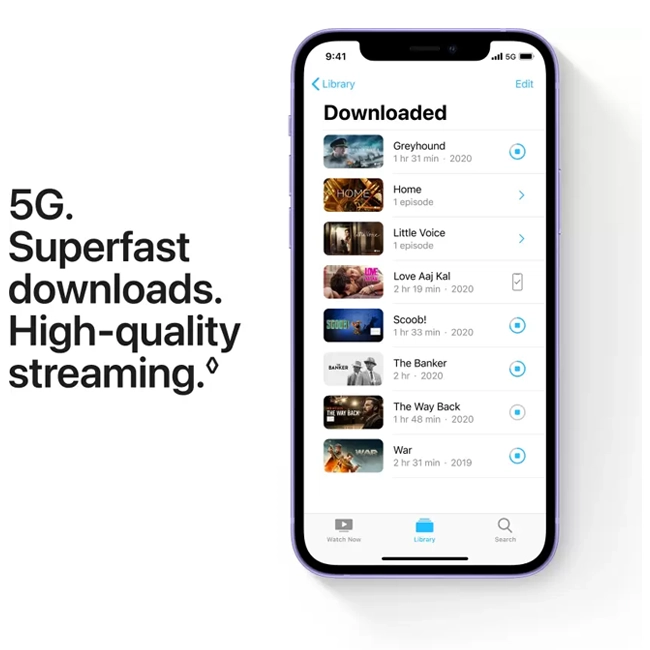 5G.
Superfast
downloads.
High-quality
streaming.◊
9:41
5G
Library
Edit
Downloaded
Greyhound
1 hr 31 min · 2020
HOME
Home
1 episode
Little Voice
1 episode
LOVE
Love Aaj Kal
2 hr 19 min · 2020
SCOOB!
Scoob!
1 hr 33 min · 2020
THE
BANKER
The Banker
2 hr · 2020
THE WAY BACK
The Way Back
1 hr 48 min · 2020
WAR
War
2 hr 31 min · 2019
Watch Now
Library
Search